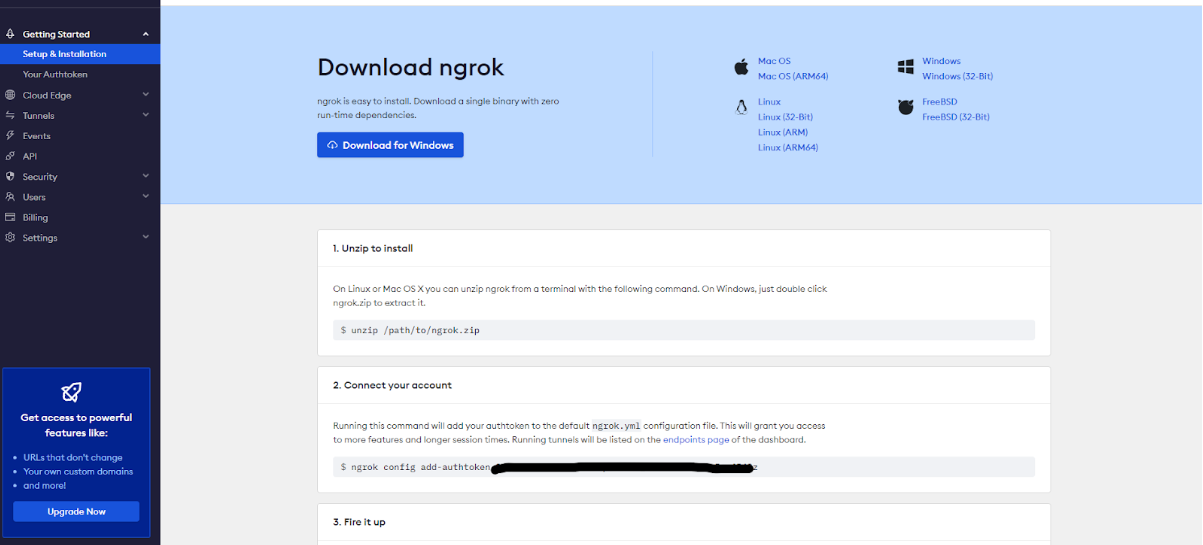 Getting Started
Setup & Installation
Your Authtoken
Cloud Edge
Tunnels
Events
API
Security
Users
Billing
Settings
Get access to powerful
features like:
• URLs that don't change
• Your own custom domains
• and more!
Upgrade Now
Download ngrok
ngrok is easy to install. Download a single binary with zero
run-time dependencies.
Download for Windows
Mac OS
Mac OS (ARM64)
Linux
Linux (32-Bit)
Linux (ARM)
Linux (ARM64)
Windows
Windows (32-Bit)
FreeBSD
FreeBSD (32-Bit)
1. Unzip to install
On Linux or Mac OS X you can unzip ngrok from a terminal with the following command. On Windows, just double click
ngrok.zip to extract it.
$ unzip /path/to/ngrok.zip
2. Connect your account
Running this command will add your authtoken to the default ngrok.yml configuration file. This will grant you access
to more features and longer session times. Running tunnels will be listed on the endpoints page of the dashboard.
$ ngrok config add-authtoken
3. Fire it up